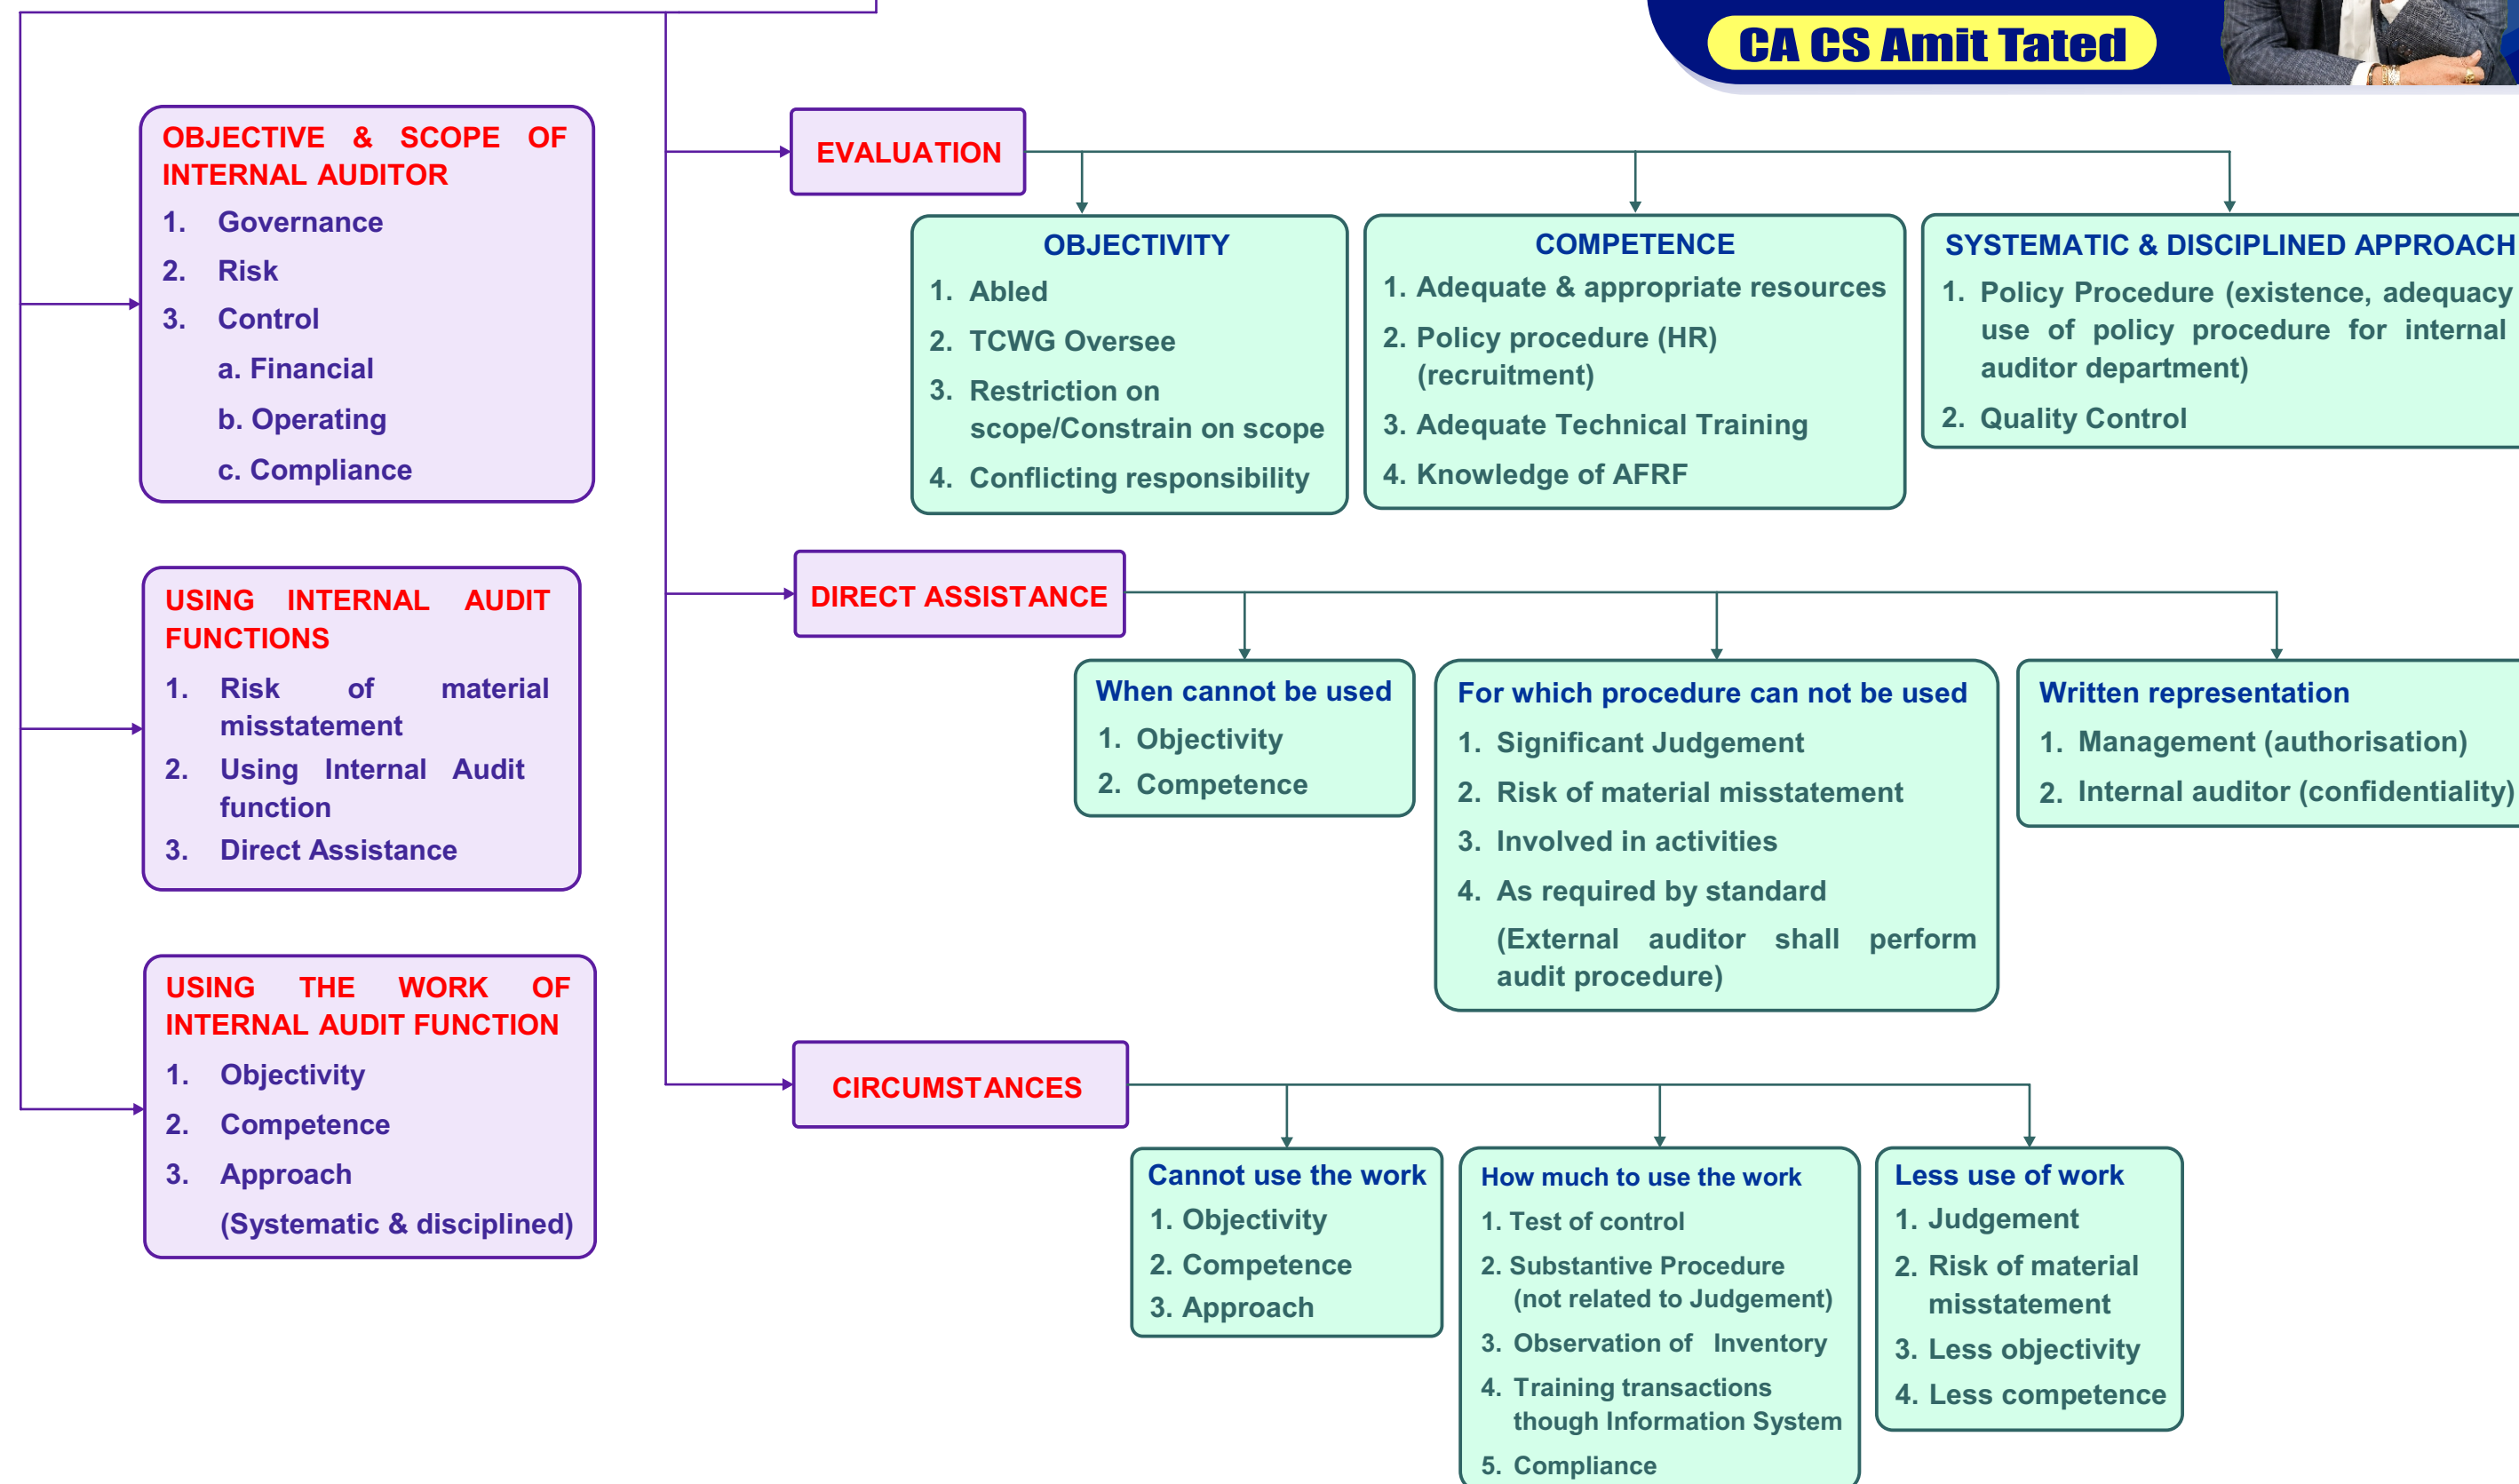 CA CS Amit Tated
OBJECTIVE & SCOPE OF
INTERNAL AUDITOR
1. Governance
2. Risk
3. Control
a. Financial
b. Operating
c. Compliance
USING INTERNAL AUDIT
FUNCTIONS
1. Risk of material
misstatement
2. Using Internal Audit
function
3. Direct Assistance
USING THE WORK OF
INTERNAL AUDIT FUNCTION
1. Objectivity
2. Competence
3. Approach
(Systematic & disciplined)
EVALUATION
OBJECTIVITY
1. Abled
2. TCWG Oversee
3. Restriction on
scope/Constrain on scope
4. Conflicting responsibility
COMPETENCE
1. Adequate & appropriate resources
2. Policy procedure (HR)
(recruitment)
3. Adequate Technical Training
4. Knowledge of AFRF
SYSTEMATIC & DISCIPLINED APPROACH
1. Policy Procedure (existence, adequacy
use of policy procedure for internal
auditor department)
2. Quality Control
DIRECT ASSISTANCE
When cannot be used
1. Objectivity
2. Competence
For which procedure can not be used
1. Significant Judgement
2. Risk of material misstatement
3. Involved in activities
4. As required by standard
(External auditor shall perform
audit procedure)
Written representation
1. Management (authorisation)
2. Internal auditor (confidentiality)
CIRCUMSTANCES
Cannot use the work
1. Objectivity
2. Competence
3. Approach
How much to use the work
1. Test of control
2. Substantive Procedure
(not related to Judgement)
3. Observation of Inventory
4. Training transactions
though Information System
5. Compliance
Less use of work
1. Judgement
2. Risk of material
misstatement
3. Less objectivity
4. Less competence